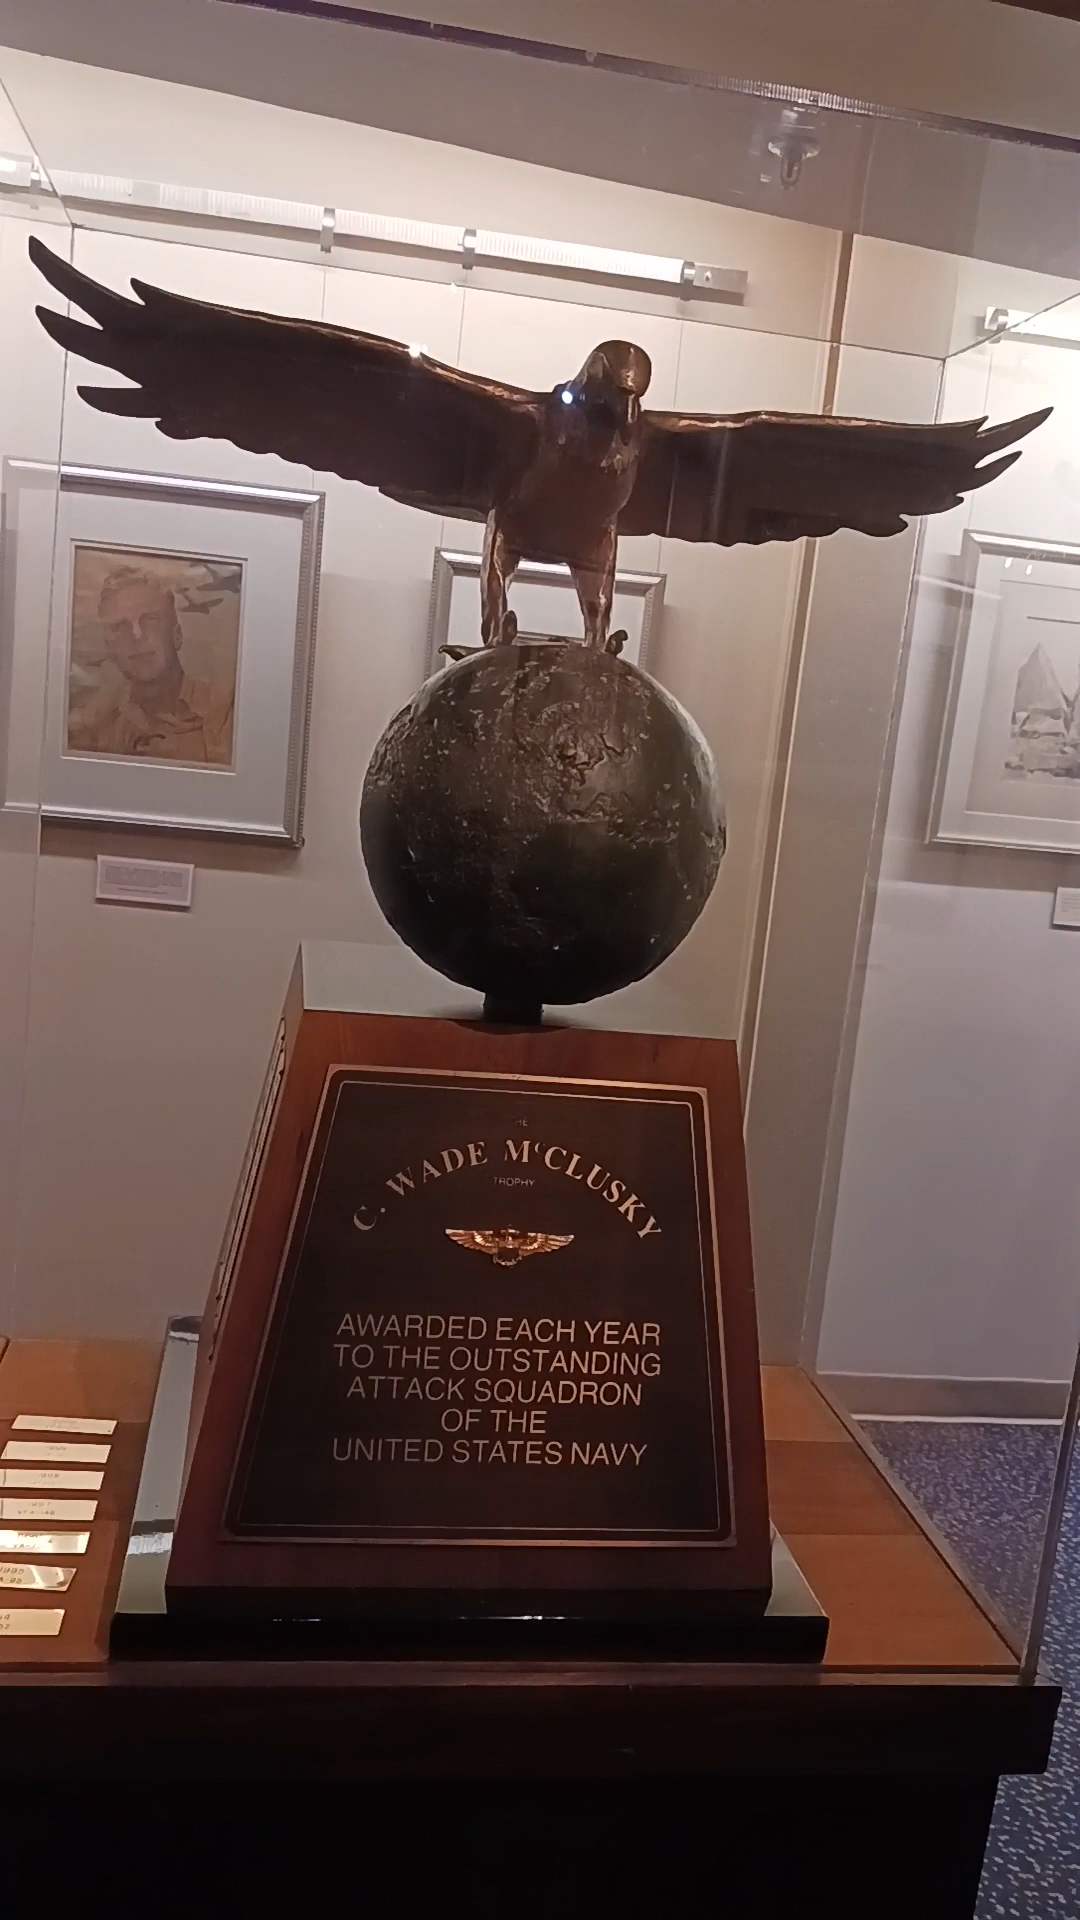 THE
C. WADE McCLUSKY
TROPHY
AWARDED EACH YEAR
TO THE OUTSTANDING
ATTACK SQUADRON
OF THE
UNITED STATES NAVY